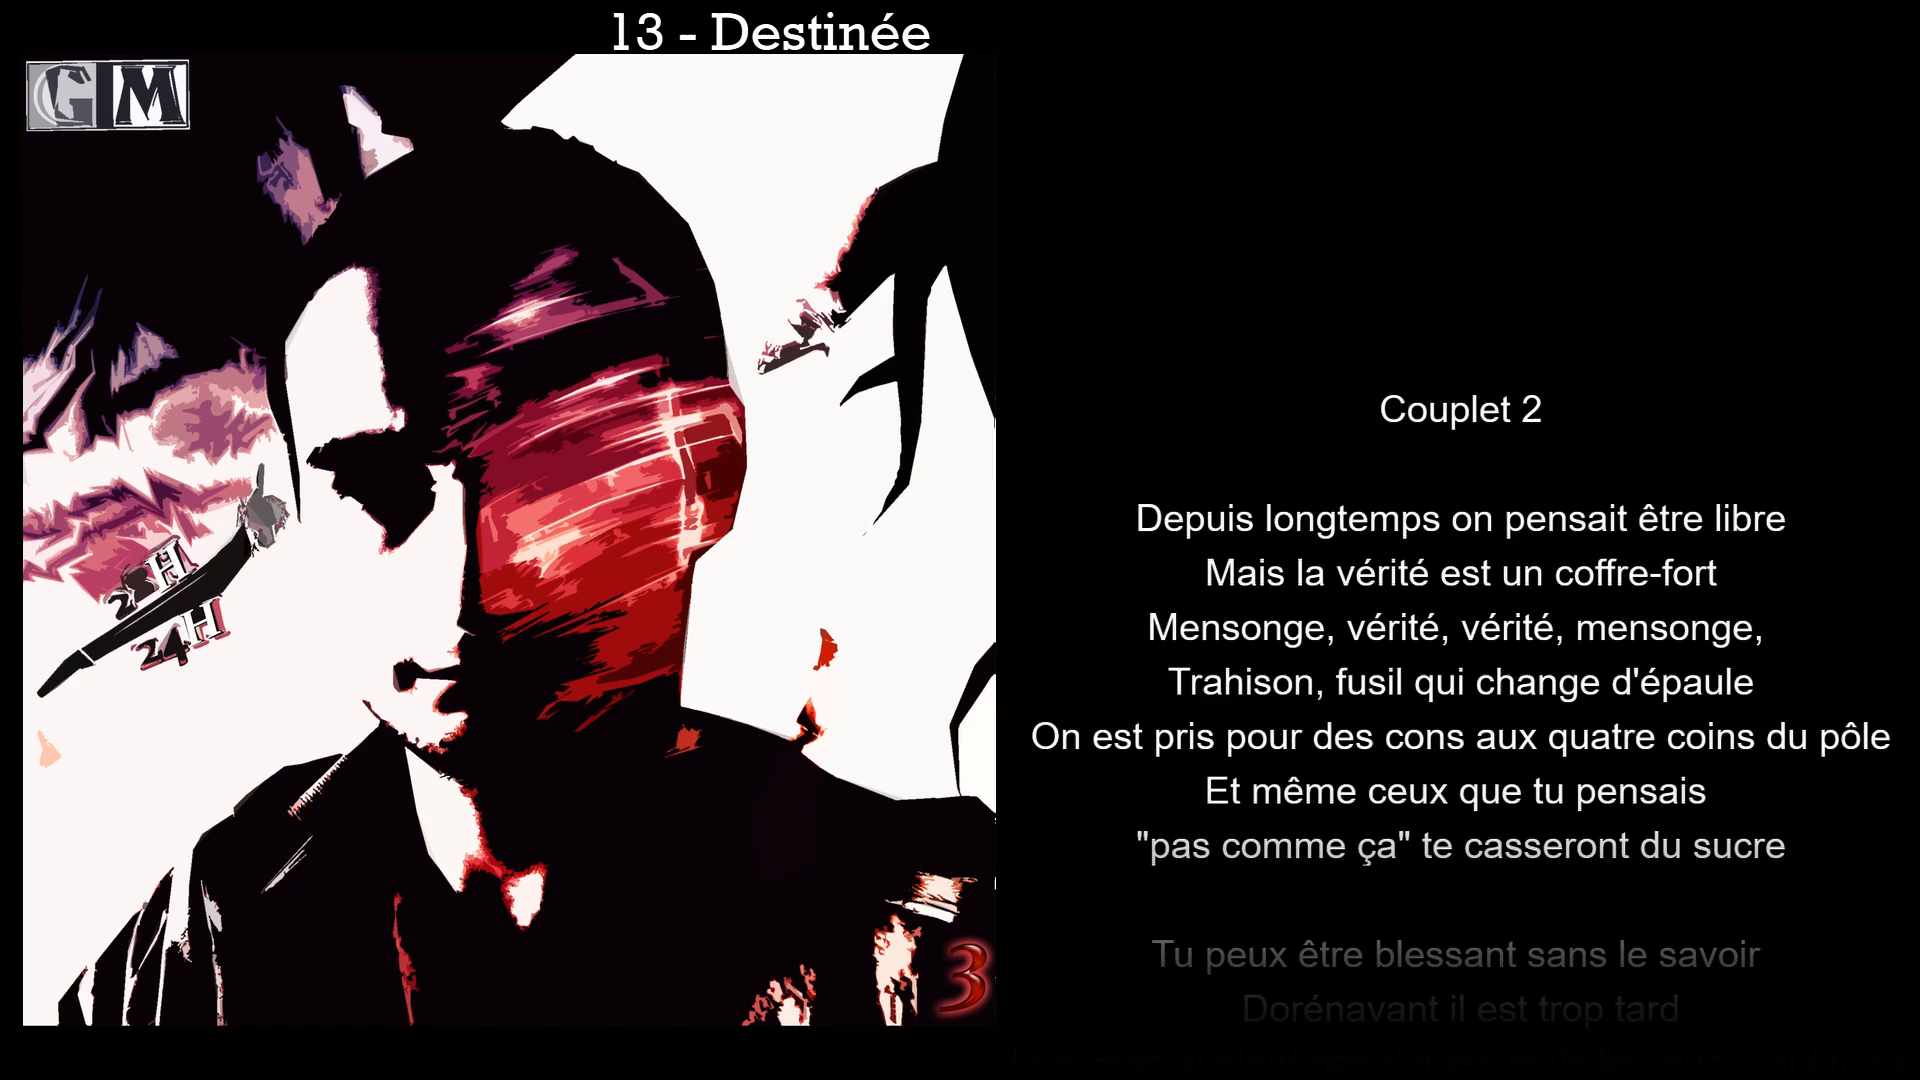 13 - Destinée
GIM
23H
24H
3
Couplet 2
Depuis longtemps on pensait être libre
Mais la vérité est un coffre-fort
Mensonge, vérité, vérité, mensonge,
Trahison, fusil qui change d'épaule
On est pris pour des cons aux quatre coins du pôle
Et même ceux que tu pensais
"pas comme ça" te casseront du sucre
Tu peux être blessant sans le savoir
Dorénavant il est trop tard